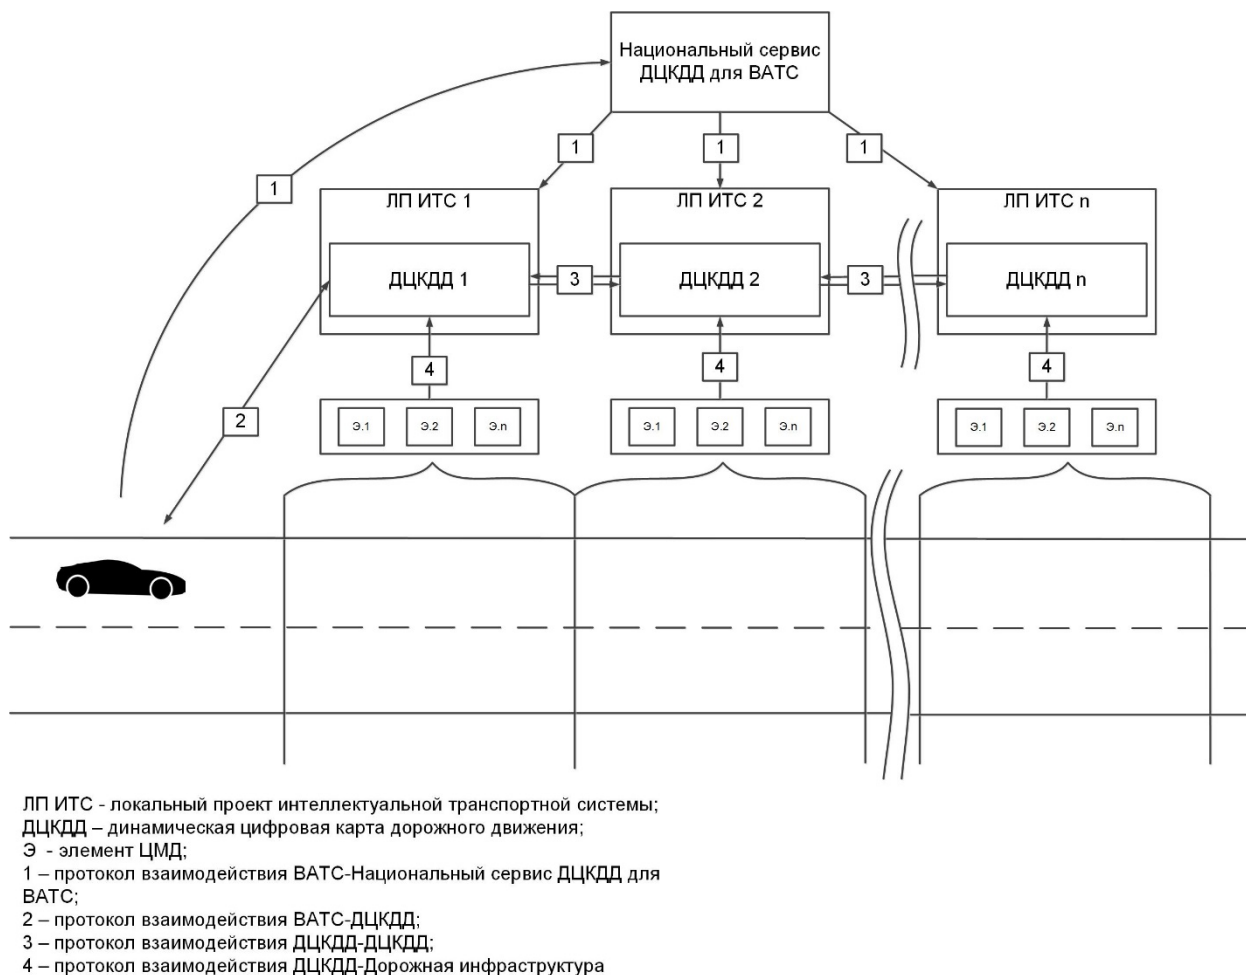 Национальный сервис
ДЦКДД для ВАТС
1
1
1
1
ЛП ИТС 1
ЛП ИТС 2
ЛП ИТС n
ДЦКДД 1
3
ДЦКДД 2
3
ДЦКДД n
4
4
4
2
Э.1
Э.2
Э.n
Э.1
Э.2
Э.n
Э.1
Э.2
Э.n
ЛП ИТС - локальный проект интеллектуальной транспортной системы;
ДЦКДД – динамическая цифровая карта дорожного движения;
Э - элемент ЦМД;
1 – протокол взаимодействия ВАТС-Национальный сервис ДЦКДД для
ВАТС;
2 – протокол взаимодействия ВАТС-ДЦКДД;
3 – протокол взаимодействия ДЦКДД-ДЦКДД;
4 – протокол взаимодействия ДЦКДД-Дорожная инфраструктура